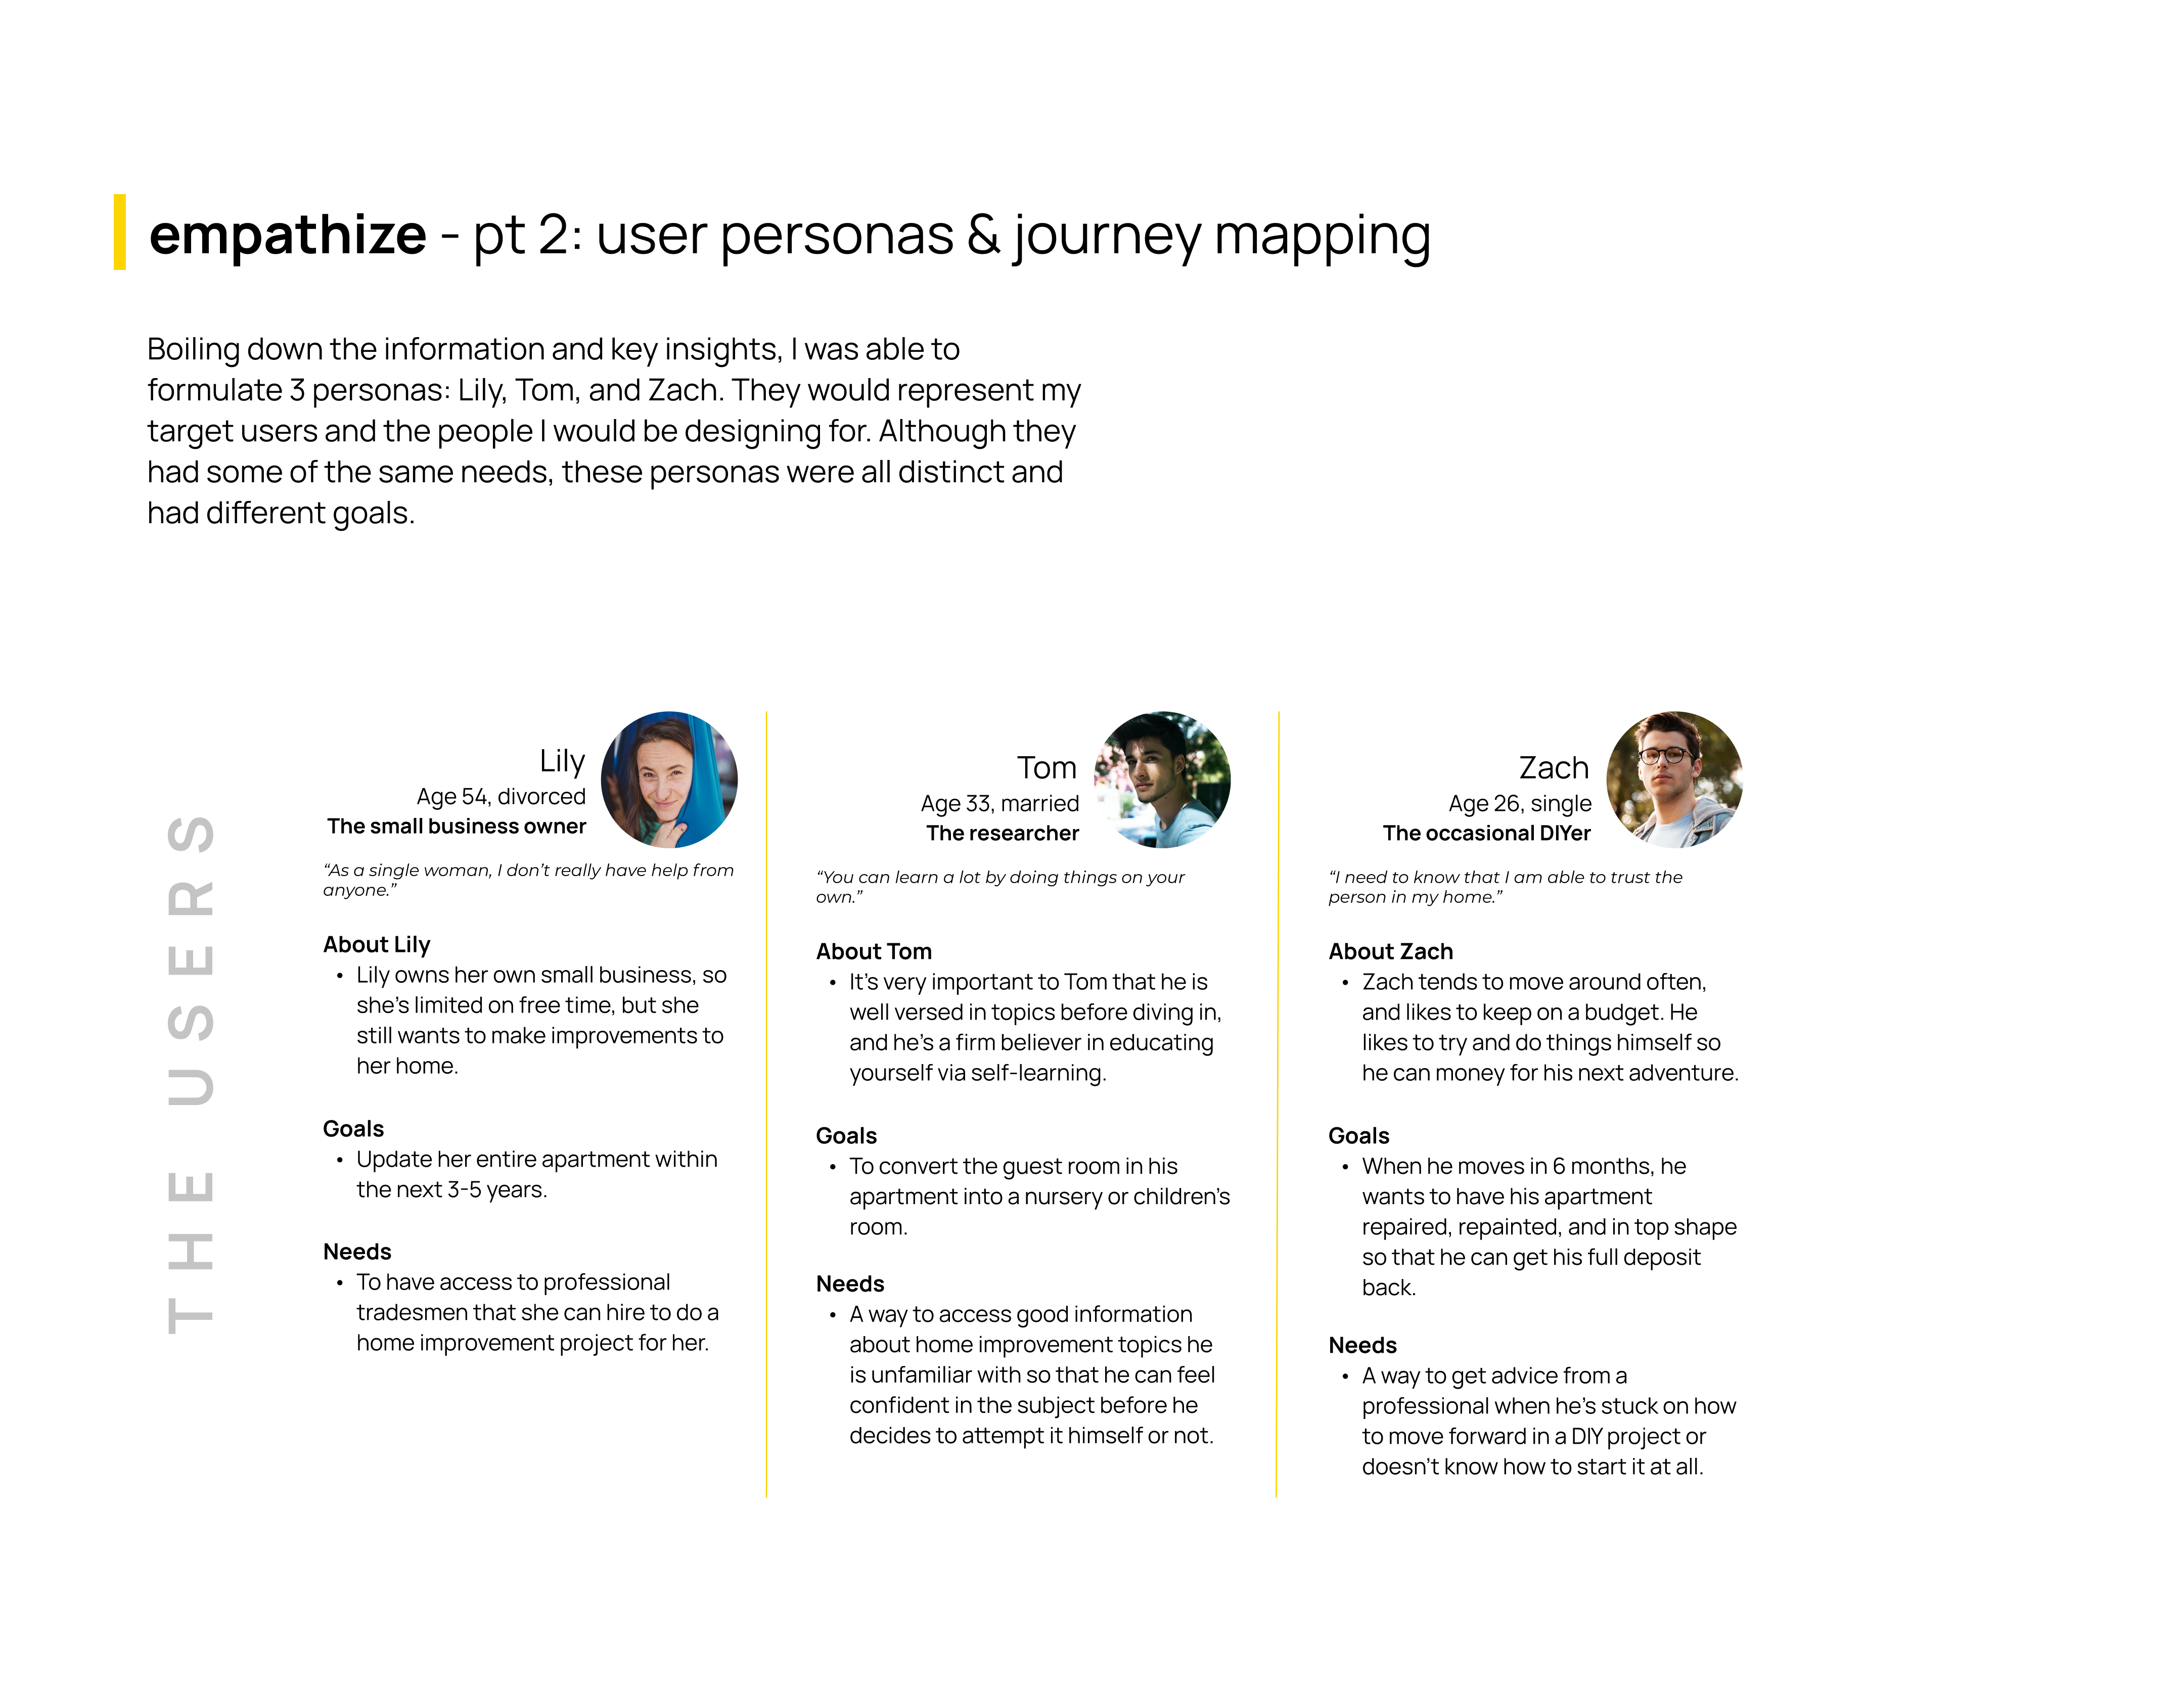 empathize - pt 2: user personas & journey mapping
Boiling down the information and key insights, I was able to
formulate 3 personas: Lily, Tom, and Zach. They would represent my
target users and the people I would be designing for. Although they
had some of the same needs, these personas were all distinct and
had different goals.
THE USERS
Lily
Age 54, divorced
The small business owner
“As a single woman, I don’t really have help from
anyone.”
About Lily
• Lily owns her own small business, so
she’s limited on free time, but she
still wants to make improvements to
her home.
Goals
• Update her entire apartment within
the next 3-5 years.
Needs
• To have access to professional
tradesmen that she can hire to do a
home improvement project for her.
Tom
Age 33, married
The researcher
“You can learn a lot by doing things on your
own.”
About Tom
• It’s very important to Tom that he is
well versed in topics before diving in,
and he’s a firm believer in educating
yourself via self-learning.
Goals
• To convert the guest room in his
apartment into a nursery or children’s
room.
Needs
• A way to access good information
about home improvement topics he
is unfamiliar with so that he can feel
confident in the subject before he
decides to attempt it himself or not.
Zach
Age 26, single
The occasional DIYer
“I need to know that I am able to trust the
person in my home.”
About Zach
• Zach tends to move around often,
and likes to keep on a budget. He
likes to try and do things himself so
he can money for his next adventure.
Goals
• When he moves in 6 months, he
wants to have his apartment
repaired, repainted, and in top shape
so that he can get his full deposit
back.
Needs
• A way to get advice from a
professional when he’s stuck on how
to move forward in a DIY project or
doesn’t know how to start it at all.